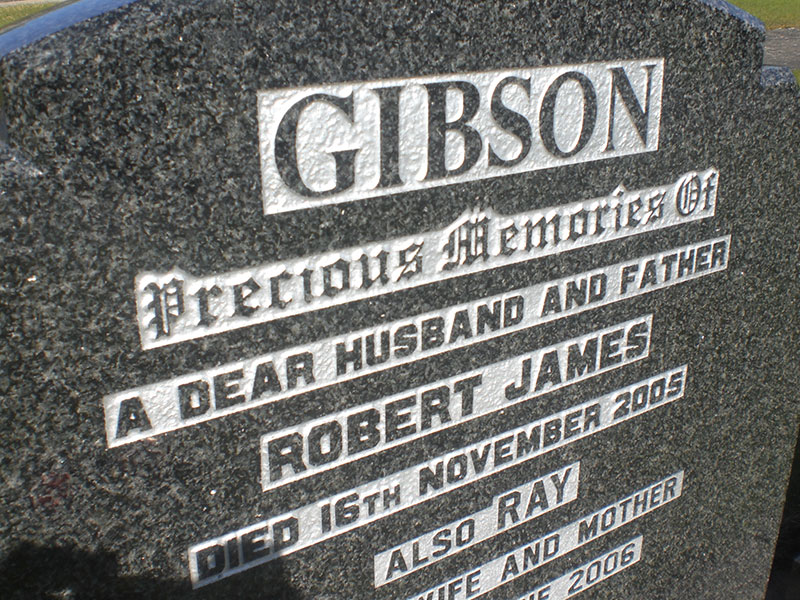 GIBSON
Precious Memories Of
A DEAR HUSBAND AND FATHER
ROBERT JAMES
DIED 16TH NOVEMBER 2005
ALSO RAY
WIFE AND MOTHER
2006